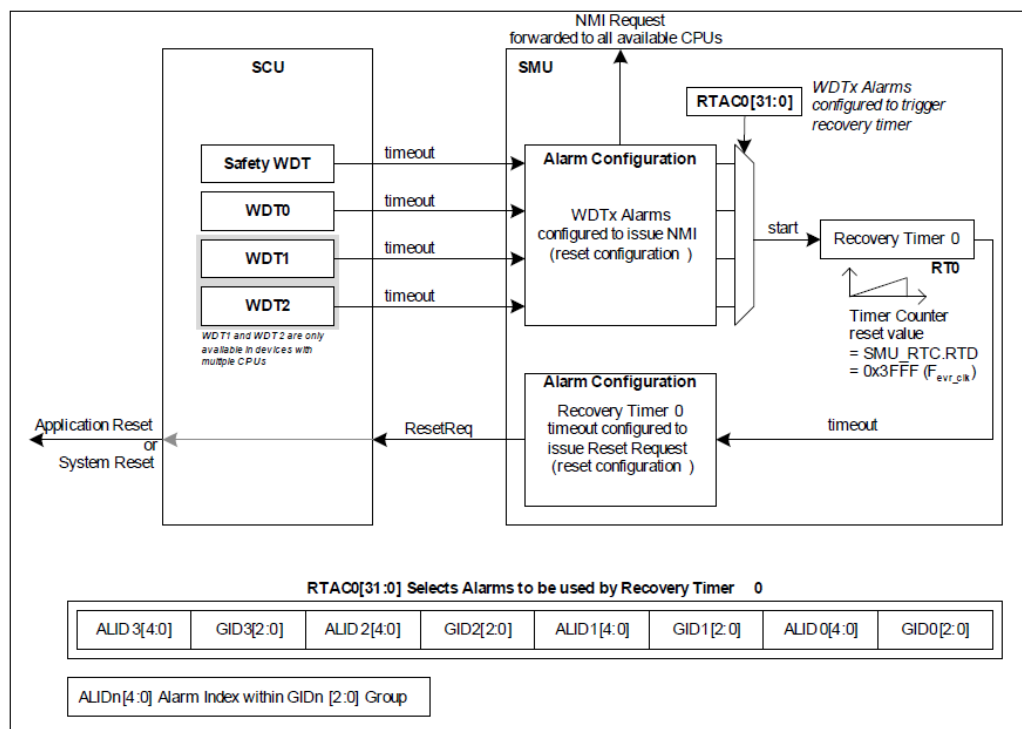 NMI Request
forwarded to all available CPUs
SCU
SMU
RTAC0[31:0]
WDTx Alarms
configured to trigger
recovery timer
Safety WDT
timeout
Alarm Configuration
WDT0
timeout
WDTx Alarms
configured to issue NMI
(reset configuration )
start
Recovery Timer 0
RT0
WDT1
timeout
WDT2
timeout
WDT1 and WDT2 are only
available in devices with
multiple CPUs
Timer Counter
reset value
= SMU_RTC.RTD
= 0x3FFF (Fevr_clk)
Alarm Configuration
Recovery Timer 0
timeout configured to
issue Reset Request
(reset configuration )
timeout
ResetReq
Application Reset
or
System Reset
RTAC0[31:0] Selects Alarms to be used by Recovery Timer 0
ALID3[4:0] GID3[2:0] ALID2[4:0] GID2[2:0] ALID1[4:0] GID1[2:0] ALID0[4:0] GID0[2:0]
ALIDn[4:0] Alarm Index within GIDn [2:0] Group